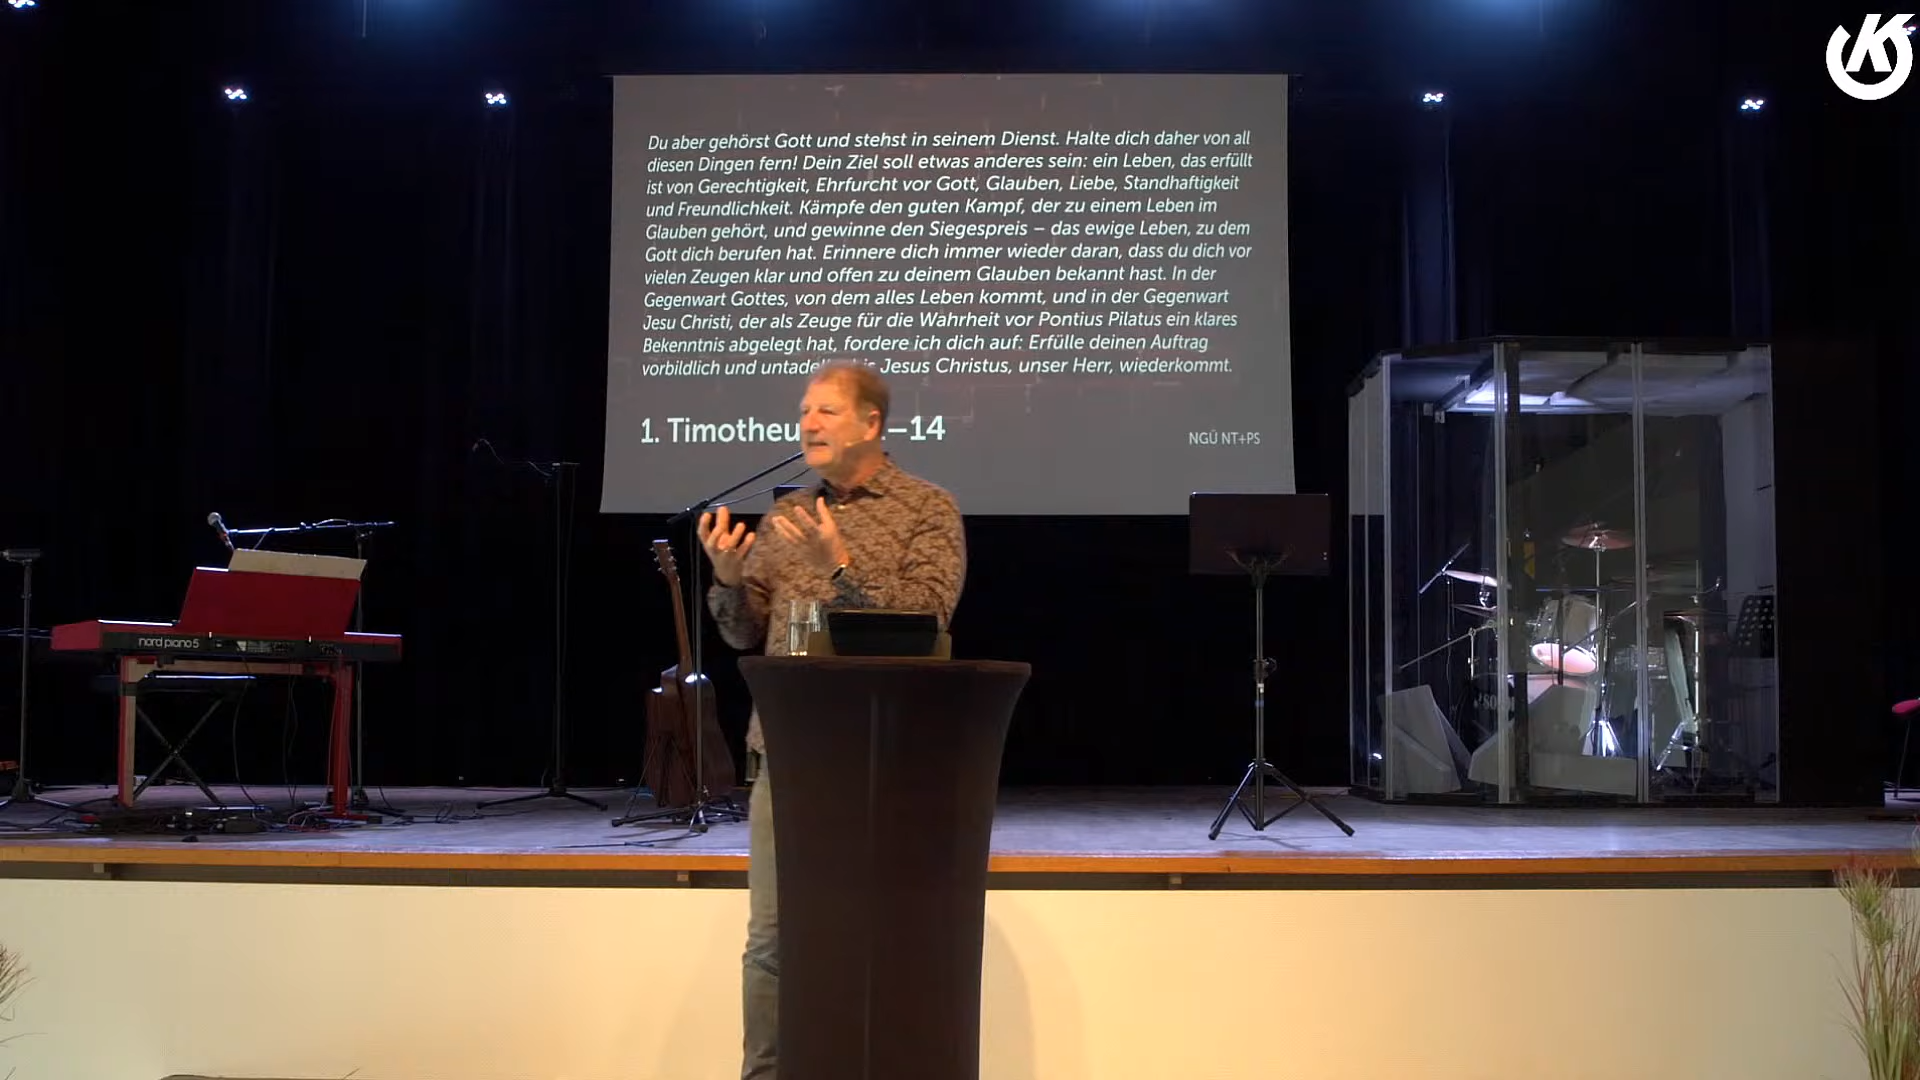 Du aber gehörst Gott und stehst in seinem Dienst. Halte dich daher von all
diesen Dingen fern! Dein Ziel soll etwas anderes sein: ein Leben, das erfüllt
ist von Gerechtigkeit, Ehrfurcht vor Gott, Glauben, Liebe, Standhaftigkeit
und Freundlichkeit. Kämpfe den guten Kampf, der zu einem Leben im
Glauben gehört, und gewinne den Siegespreis – das ewige Leben, zu dem
Gott dich berufen hat. Erinnere dich immer wieder daran, dass du dich vor
vielen Zeugen klar und offen zu deinem Glauben bekannt hast. In der
Gegenwart Gottes, von dem alles Leben kommt, und in der Gegenwart
Jesu Christi, der als Zeuge für die Wahrheit vor Pontius Pilatus ein klares
Bekenntnis abgelegt hat, fordere ich dich auf: Erfülle deinen Auftrag
vorbildlich und Jesus Christus, unser Herr, wiederkommt.
1. –14
NGÜ NT+PS
nord piano 5